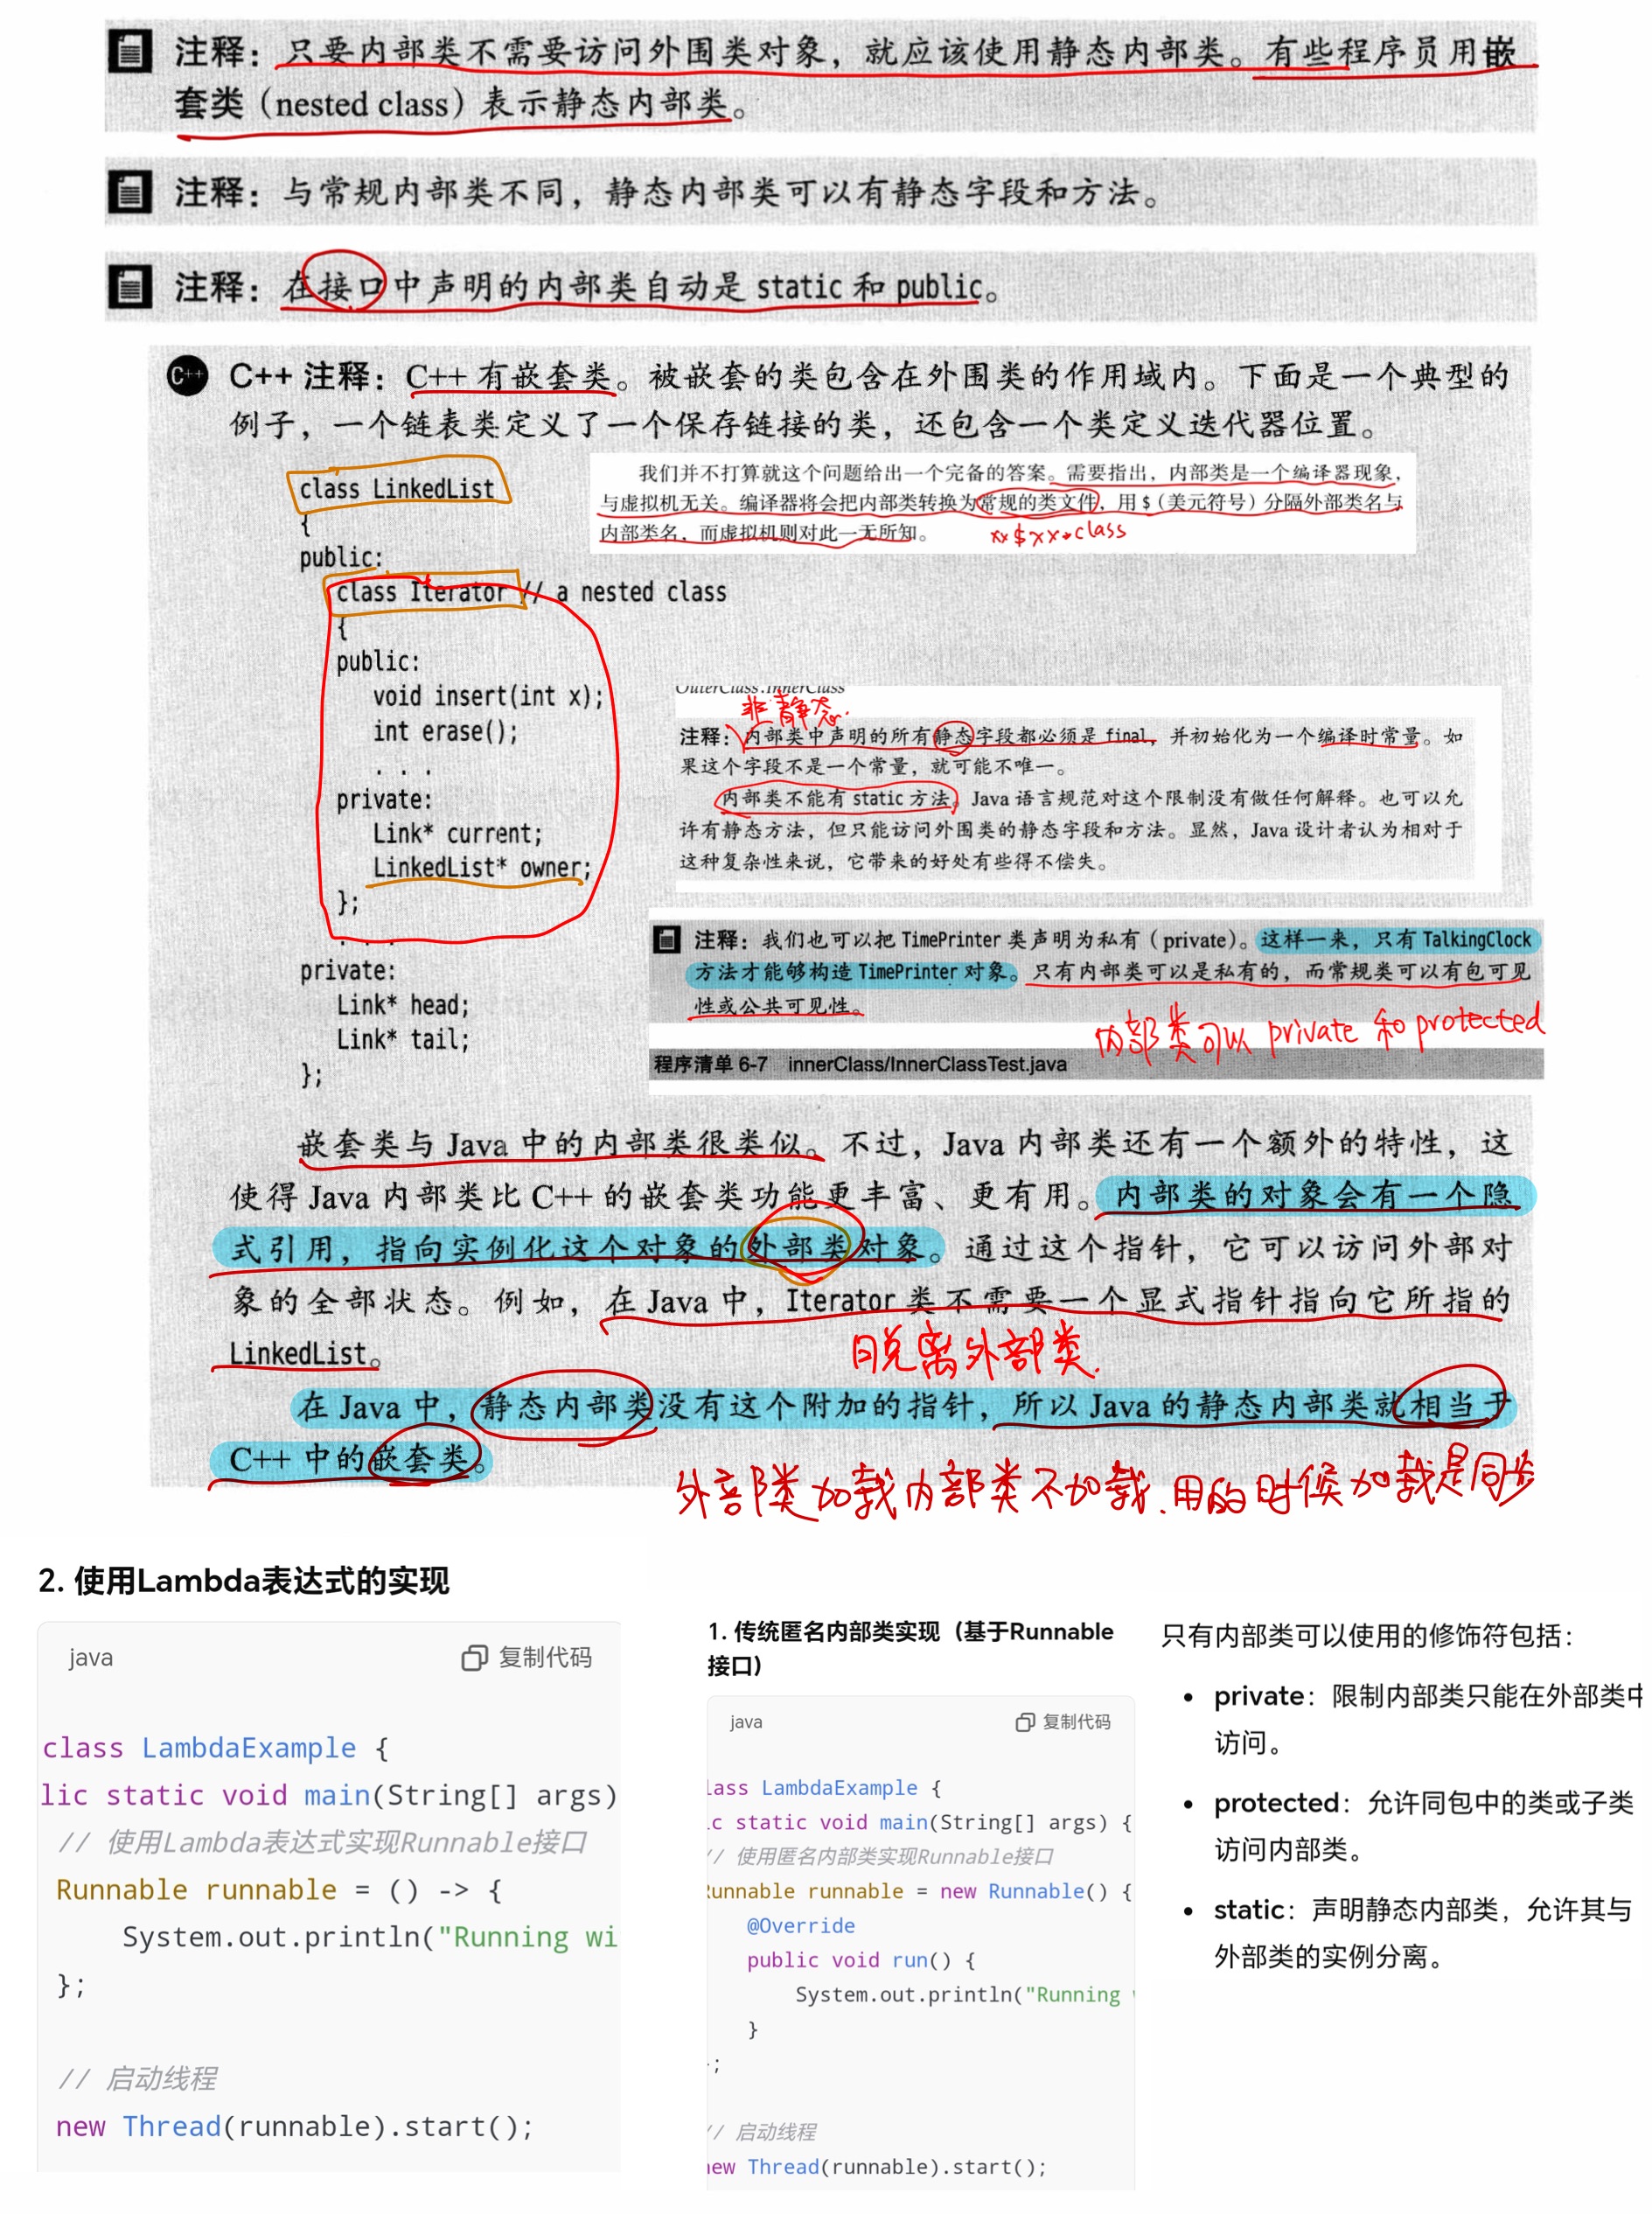 注释：只要内部类不需要访问外围类对象，就应该使用静态内部类。有些程序员用嵌
套类（nested class）表示静态内部类。
注释：与常规内部类不同，静态内部类可以有静态字段和方法。
注释：在接口中声明的内部类自动是 static 和 public。
C++ 注释：C++ 有嵌套类。被嵌套的类包含在外围类的作用域内。下面是一个典型的
例子，一个链表类定义了一个保存链接的类，还包含一个类定义迭代器位置。
class LinkedList
{
public:
class Iterator // a nested class
{
public:
void insert(int x);
int erase();
. . .
private:
Link* current;
LinkedList* owner;
};
. . .
private:
Link* head;
Link* tail;
};
我们并不打算就这个问题给出一个完备的答案。需要指出，内部类是一个编译器现象，
与虚拟机无关。编译器将会把内部类转换为常规的类文件，用 $（美元符号）分隔外部类名与
内部类名，而虚拟机则对此一无所知。
xx$xx.class
OuterClass.InnerClass
非静态.
注释：内部类中声明的所有静态字段都必须是 final，并初始化为一个编译时常量。如
果这个字段不是一个常量，就可能不唯一。
内部类不能有 static 方法。Java 语言规范对这个限制没有做任何解释。也可以允
许有静态方法，但只能访问外围类的静态字段和方法。显然，Java 设计者认为相对于
这种复杂性来说，它带来的好处有些得不偿失。
注释：我们也可以把 TimePrinter 类声明为私有（private）。这样一来，只有 TalkingClock
方法才能够构造 TimePrinter 对象。只有内部类可以是私有的，而常规类可以有包可见
性或公共可见性。
内部类可以 private 和 protected
程序清单 6-7 innerClass/InnerClassTest.java
嵌套类与 Java 中的内部类很类似。不过，Java 内部类还有一个额外的特性，这
使得 Java 内部类比 C++ 的嵌套类功能更丰富、更有用。内部类的对象会有一个隐
式引用，指向实例化这个对象的外部类对象。通过这个指针，它可以访问外部对
象的全部状态。例如，在 Java 中，Iterator 类不需要一个显式指针指向它所指的
LinkedList。
脱离外部类.
在 Java 中，静态内部类没有这个附加的指针，所以 Java 的静态内部类就相当于
C++ 中的嵌套类。
外部类加载内部类不加载.用的时候加载是同步
2. 使用Lambda表达式的实现
java 复制代码
class LambdaExample {
lic static void main(String[] args)
// 使用Lambda表达式实现Runnable接口
Runnable runnable = () -> {
System.out.println("Running wi
};
// 启动线程
new Thread(runnable).start();
1. 传统匿名内部类实现（基于Runnable
接口）
java 复制代码
lass LambdaExample {
ic static void main(String[] args) {
// 使用匿名内部类实现Runnable接口
Runnable runnable = new Runnable() {
@Override
public void run() {
System.out.println("Running
}
;
// 启动线程
new Thread(runnable).start();
只有内部类可以使用的修饰符包括：
• private：限制内部类只能在外部类中
访问。
• protected：允许同包中的类或子类
访问内部类。
• static：声明静态内部类，允许其与
外部类的实例分离。